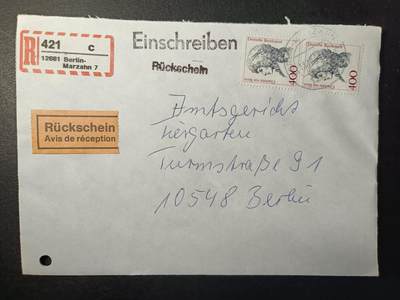 R 421 c
12681 Berlin-
Marzahn 7
Einschreiben
Rückschein
Deutsche Bundespost
400
Deutsche Bundespost
400
Rückschein
Avis de réception
Amtsgericht
Tiergarten
Turmstraße 91
10548 Berlin